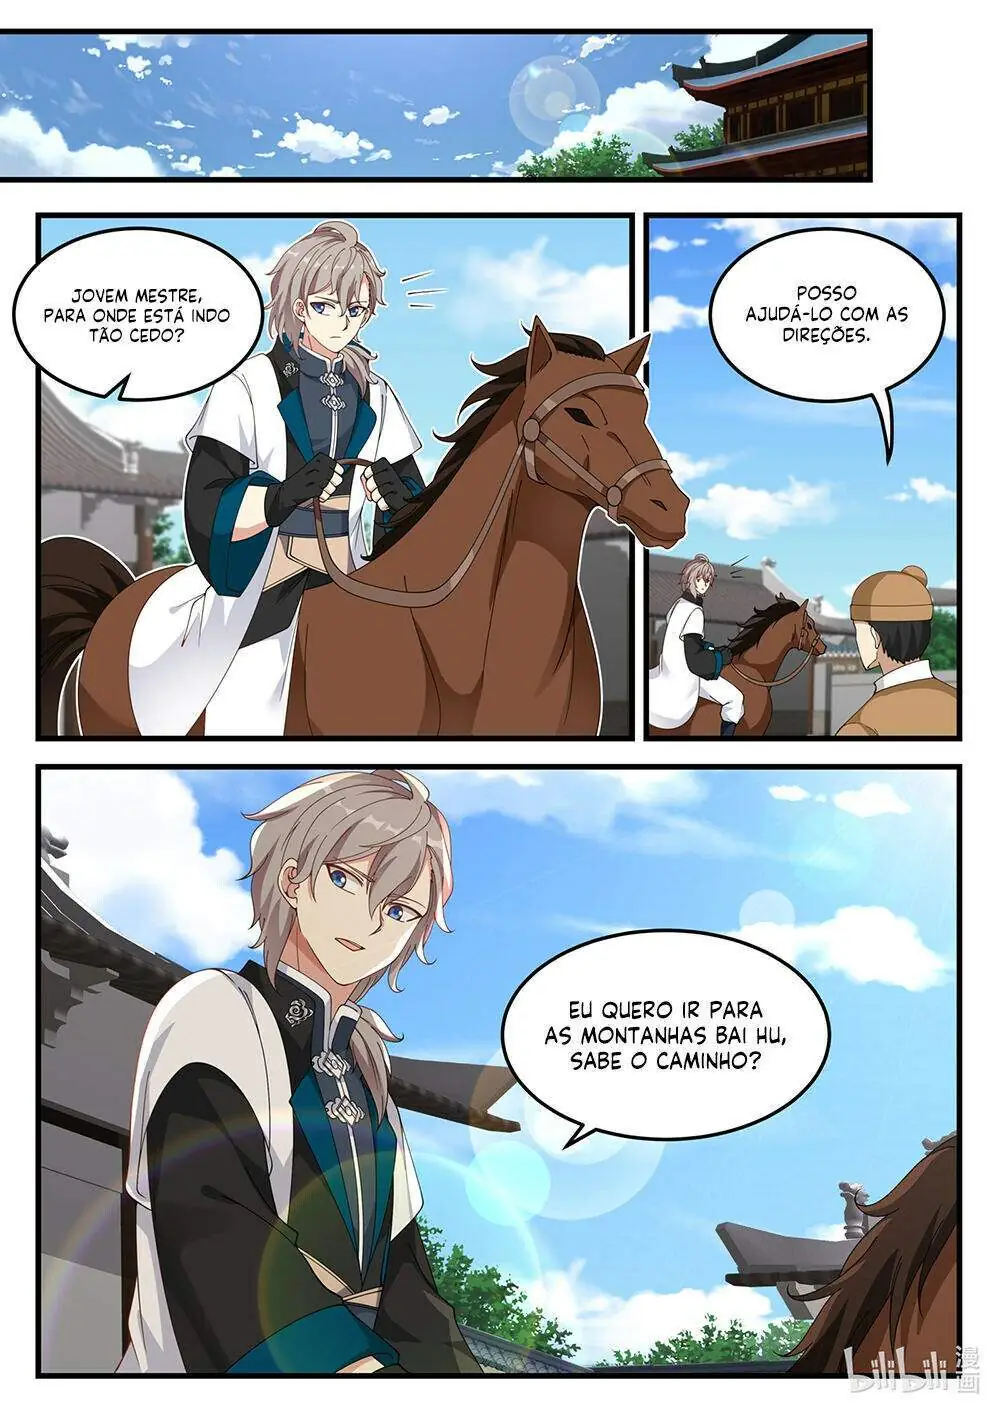 JOVEM MESTRE,
PARA ONDE ESTÁ INDO
TÃO CEDO?
POSSO
AJUDÁ-LO COM AS
DIREÇÕES.
EU QUERO IR PARA
AS MONTANHAS BAI HU,
SABE O CAMINHO?
bilibili 漫画